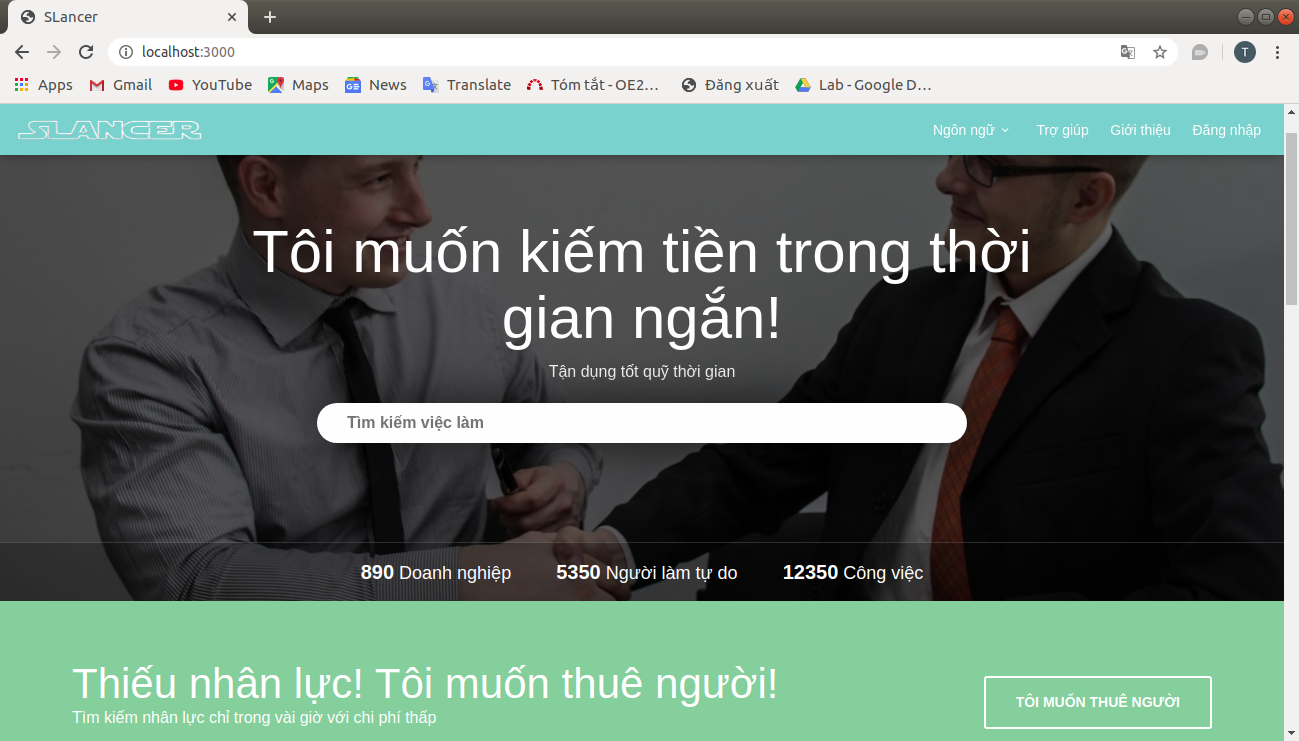 SLancer
localhost:3000
T
Apps
Gmail
YouTube
Maps
News
Translate
Tóm tắt - OE2...
Đăng xuất
Lab - Google D...
SLANCER
Ngôn ngữ
Trợ giúp
Giới thiệu
Đăng nhập
Tôi muốn kiếm tiền trong thời
gian ngắn!
Tận dụng tốt quỹ thời gian
Tìm kiếm việc làm
890 Doanh nghiệp
5350 Người làm tự do
12350 Công việc
Thiếu nhân lực! Tôi muốn thuê người!
Tìm kiếm nhân lực chỉ trong vài giờ với chi phí thấp
TÔI MUỐN THUÊ NGƯỜI